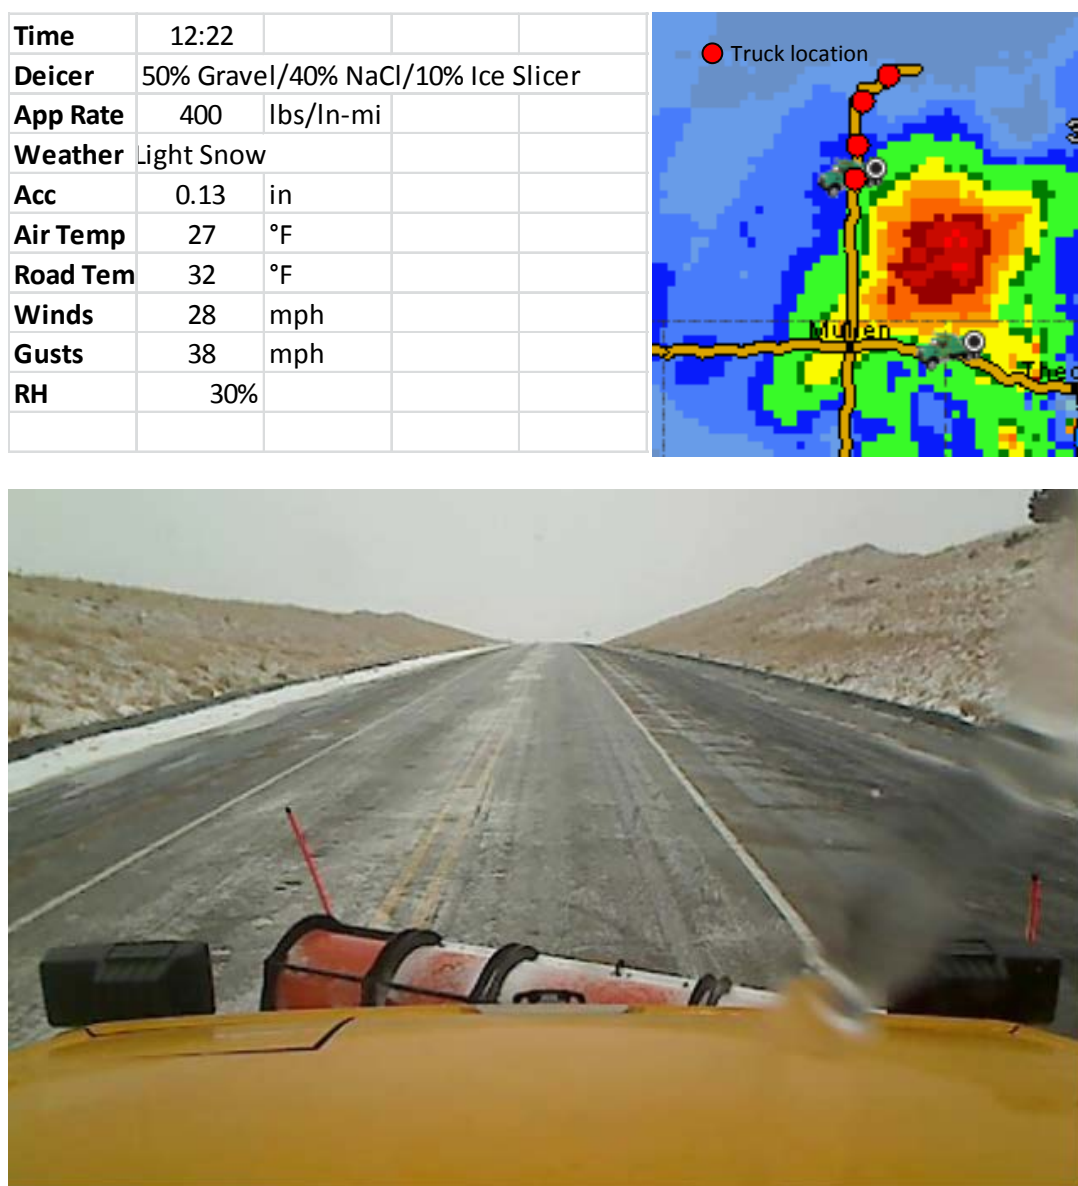 Time 12:22
Deicer 50% Gravel/40% NaCl/10% Ice Slicer
App Rate 400 lbs/ln-mi
Weather Light Snow
Acc 0.13 in
Air Temp 27 °F
Road Tem 32 °F
Winds 28 mph
Gusts 38 mph
RH 30%
Truck location
Mullen
Thed